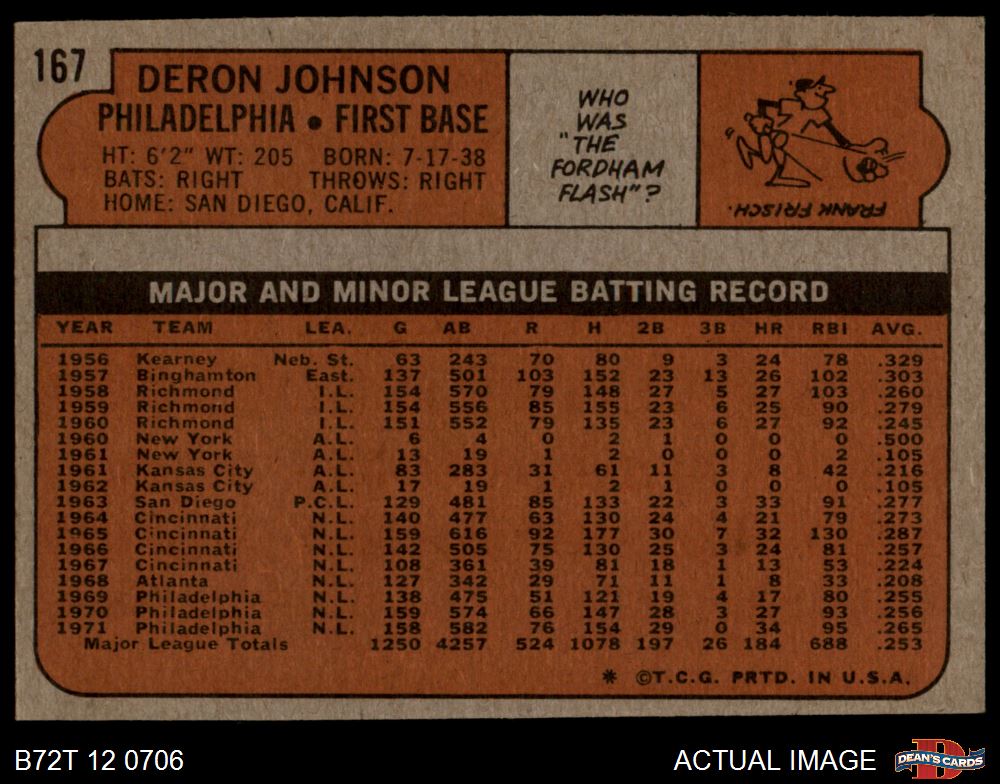 167
DERON JOHNSON
PHILADELPHIA • FIRST BASE
HT: 6'2" WT: 205 BORN: 7-17-38
BATS: RIGHT THROWS: RIGHT
HOME: SAN DIEGO, CALIF.
WHO
WAS
"THE
FORDHAM
FLASH"?
FRANK FRISCH.
MAJOR AND MINOR LEAGUE BATTING RECORD
YEAR TEAM LEA. G AB R H 2B 3B HR RBI AVG.
1956 Kearney Neb. St. 63 243 70 80 9 3 24 78 .329
1957 Binghamton East. 137 501 103 152 23 13 26 102 .303
1958 Richmond I.L. 154 570 79 148 27 5 27 103 .260
1959 Richmond I.L. 154 556 85 155 23 6 25 90 .279
1960 Richmond I.L. 151 552 79 135 23 6 27 92 .245
1960 New York A.L. 6 4 0 2 1 0 0 0 .500
1961 New York A.L. 13 19 1 2 0 0 0 2 .105
1961 Kansas City A.L. 83 283 31 61 11 3 8 42 .216
1962 Kansas City A.L. 17 19 1 2 1 0 0 0 .105
1963 San Diego P.C.L. 129 481 85 133 22 3 33 91 .277
1964 Cincinnati N.L. 140 477 63 130 24 4 21 79 .273
1965 Cincinnati N.L. 159 616 92 177 30 7 32 130 .287
1966 Cincinnati N.L. 142 505 75 130 25 3 24 81 .257
1967 Cincinnati N.L. 108 361 39 81 18 1 13 53 .224
1968 Atlanta N.L. 127 342 29 71 11 1 8 33 .208
1969 Philadelphia N.L. 138 475 51 121 19 4 17 80 .255
1970 Philadelphia N.L. 159 574 66 147 28 3 27 93 .256
1971 Philadelphia N.L. 158 582 76 154 29 0 34 95 .265
Major League Totals 1250 4257 524 1078 197 26 184 688 .253
* ©T.C.G. PRTD. IN U.S.A.
B72T 12 0706
ACTUAL IMAGE
D
DEAN'S CARDS